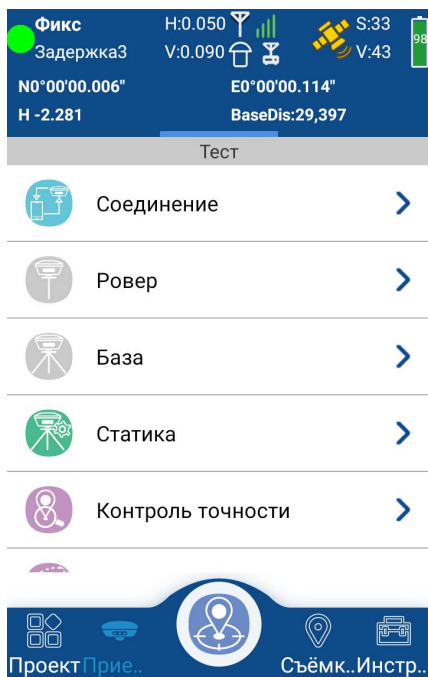 Фикс H:0.050 S:33
Задержка3 V:0.090 V:43
98
N0°00'00.006" E0°00'00.114"
H -2.281 BaseDis:29,397
Тест
Соединение
Ровер
База
Статика
Контроль точности
Проект Прие.. Съёмк.. Инстр..